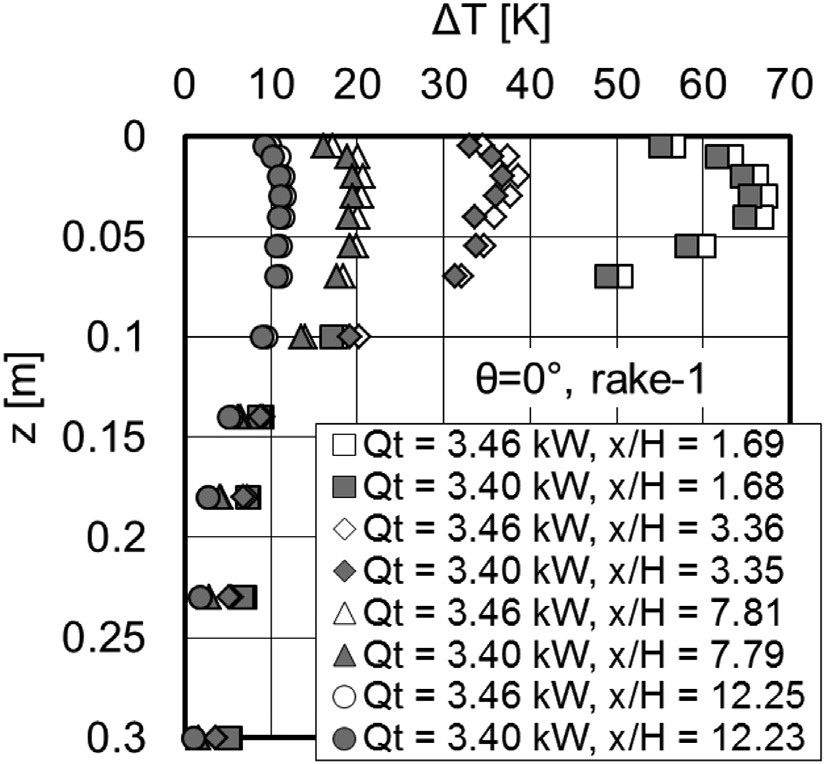 ΔT [K]
0 10 20 30 40 50 60 70
0
0.05
0.1
0.15
0.2
0.25
0.3
z [m]
θ=0°, rake-1
Qt = 3.46 kW, x/H = 1.69
Qt = 3.40 kW, x/H = 1.68
Qt = 3.46 kW, x/H = 3.36
Qt = 3.40 kW, x/H = 3.35
Qt = 3.46 kW, x/H = 7.81
Qt = 3.40 kW, x/H = 7.79
Qt = 3.46 kW, x/H = 12.25
Qt = 3.40 kW, x/H = 12.23